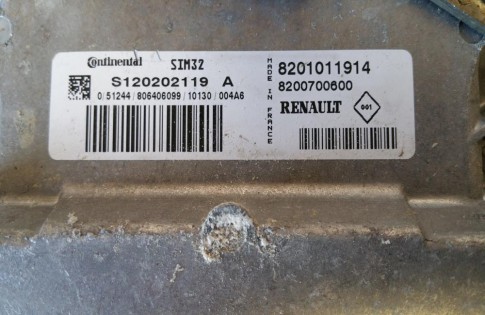 Continental SIM32
S120202119 A
0/51244/806406099/10130/004A6
MADE IN FRANCE
8201011914
8200700600
RENAULT 001